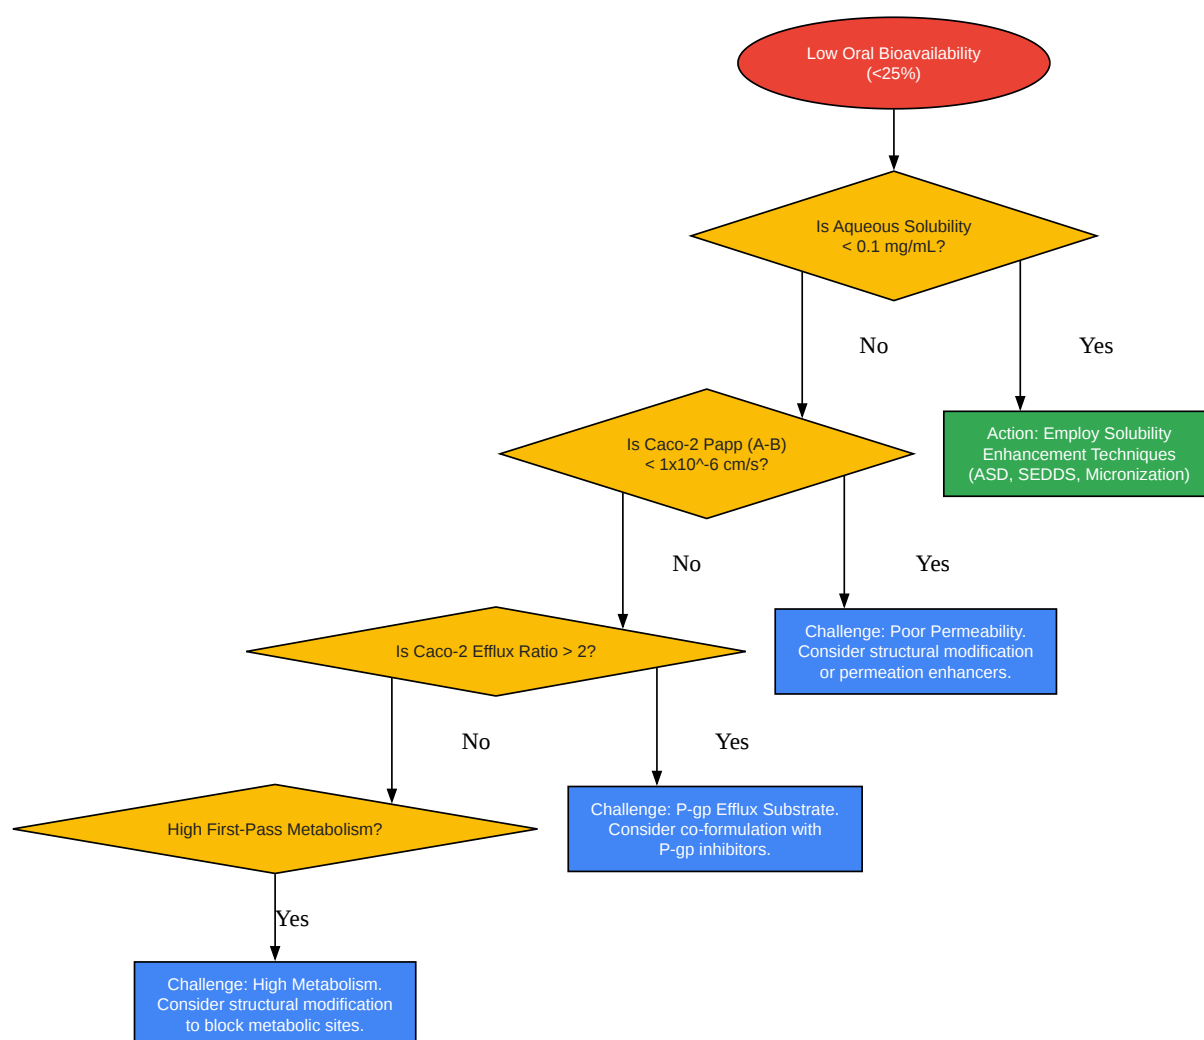 Low Oral Bioavailability
(<25%)
Is Aqueous Solubility
< 0.1 mg/mL?
No
Yes
Action: Employ Solubility
Enhancement Techniques
(ASD, SEDDS, Micronization)
Is Caco-2 Papp (A-B)
< 1x10^-6 cm/s?
No
Yes
Challenge: Poor Permeability.
Consider structural modification
or permeation enhancers.
Is Caco-2 Efflux Ratio > 2?
No
Yes
Challenge: P-gp Efflux Substrate.
Consider co-formulation with
P-gp inhibitors.
High First-Pass Metabolism?
Yes
Challenge: High Metabolism.
Consider structural modification
to block metabolic sites.